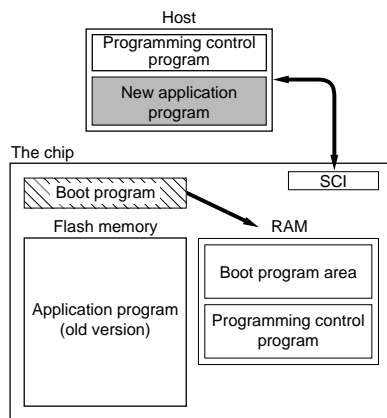 Host
Programming control
program
New application
program
The chip
SCI
Boot program
Flash memory
RAM
Application program
(old version)
Boot program area
Programming control
program